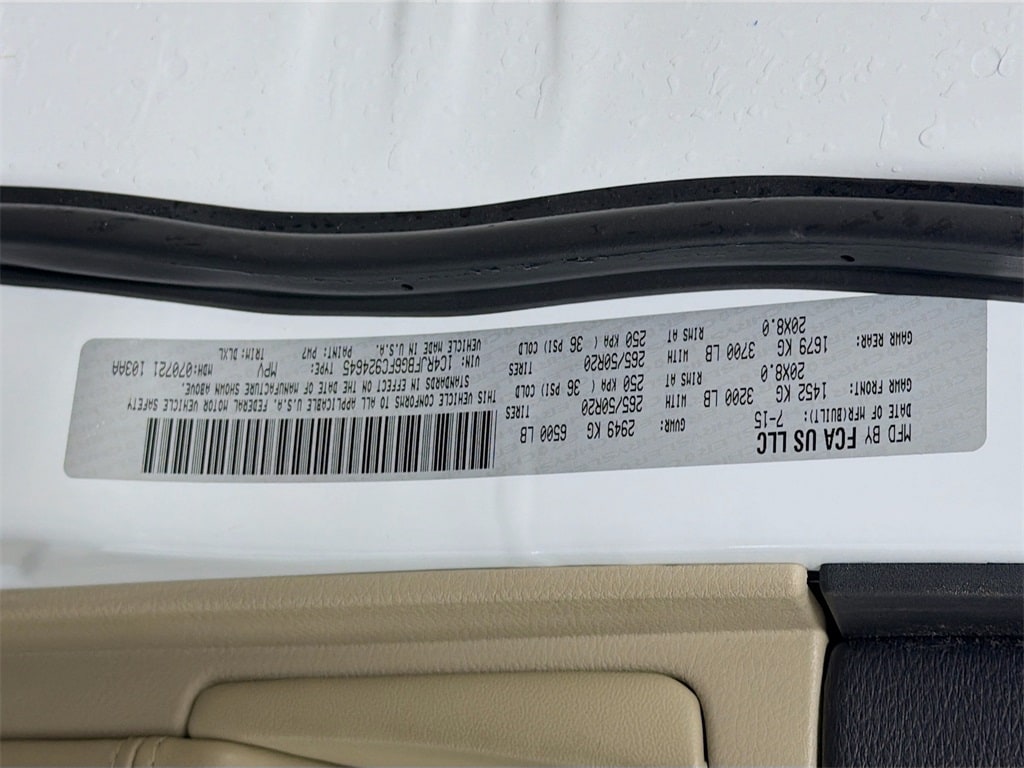 MFD BY FCA US LLC
DATE OF MFR(BUILT): 7-15 GVWR: 2949 KG 6500 LB
GAWR FRONT: 1452 KG 3200 LB WITH 265/50R20 TIRES
20X8.0 RIMS AT 250 KPA ( 36 PSI) COLD
GAWR REAR: 1679 KG 3700 LB WITH 265/50R20 TIRES
20X8.0 RIMS AT 250 KPA ( 36 PSI) COLD
THIS VEHICLE CONFORMS TO ALL APPLICABLE U.S.A. FEDERAL MOTOR VEHICLE SAFETY
STANDARDS IN EFFECT ON THE DATE OF MANUFACTURE SHOWN ABOVE
VIN: 1C4RJFBG6FC924645 TYPE: MPV MDH:070721 103AA
VEHICLE MADE IN U.S.A. PAINT: PW7 TRIM: DLXL